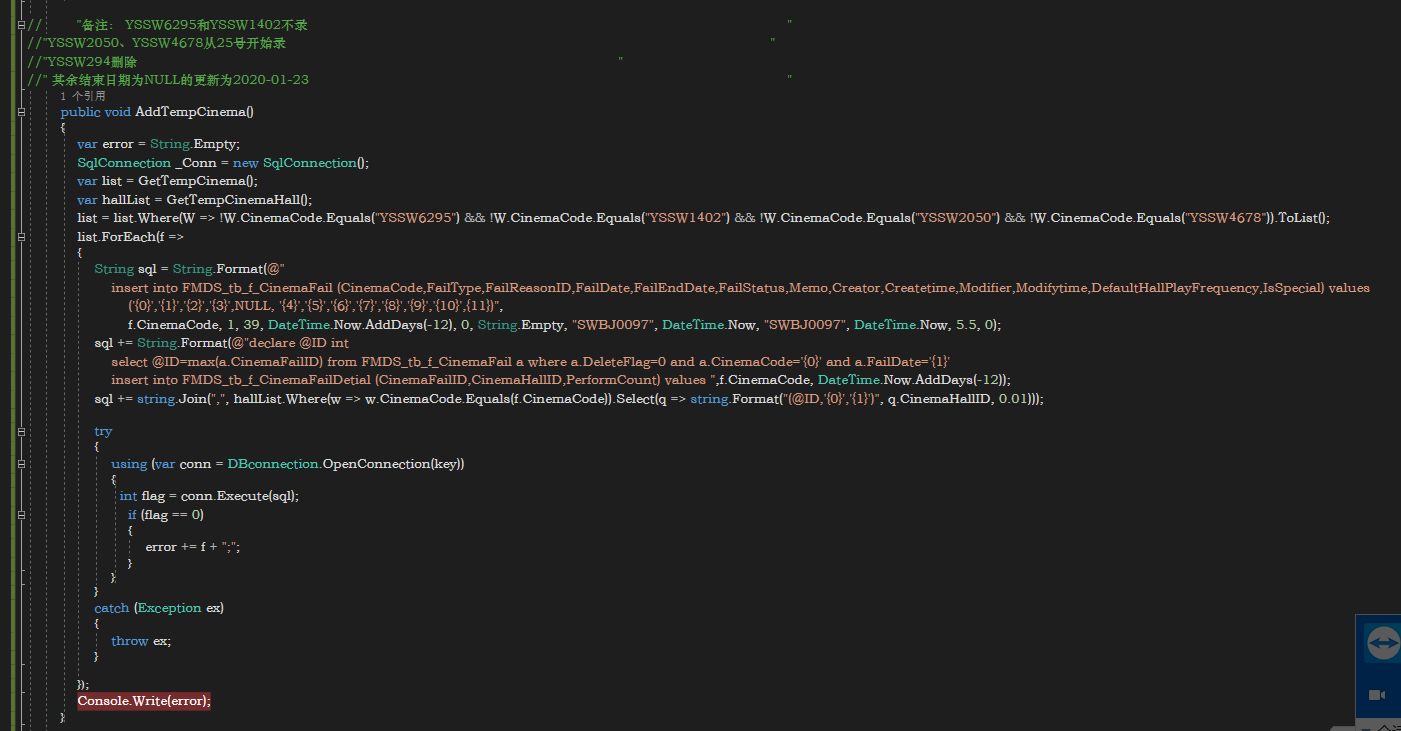 //      "备注： YSSW6295和YSSW1402不录                    "
//"YSSW2050、YSSW4678从25号开始录                    "
//"YSSW294删除                    "
//" 其余结束日期为NULL的更新为2020-01-23                    "
1 个引用
public void AddTempCinema()
{
var error = String.Empty;
SqlConnection _Conn = new SqlConnection();
var list = GetTempCinema();
var hallList = GetTempCinemaHall();
list = list.Where(W => !W.CinemaCode.Equals("YSSW6295") && !W.CinemaCode.Equals("YSSW1402") && !W.CinemaCode.Equals("YSSW2050") && !W.CinemaCode.Equals("YSSW4678")).ToList();
list.ForEach(f =>
{
String sql = String.Format(@"
insert into FMDS_tb_f_CinemaFail (CinemaCode,FailType,FailReasonID,FailDate,FailEndDate,FailStatus,Memo,Creator,Createtime,Modifier,Modifytime,DefaultHallPlayFrequency,IsSpecial) values
('{0}','{1}','{2}','{3}',NULL, '{4}','{5}','{6}','{7}','{8}','{9}','{10}',{11})",
f.CinemaCode, 1, 39, DateTime.Now.AddDays(-12), 0, String.Empty, "SWBJ0097", DateTime.Now, "SWBJ0097", DateTime.Now, 5.5, 0);
sql += String.Format(@"declare @ID int
select @ID=max(a.CinemaFailID) from FMDS_tb_f_CinemaFail a where a.DeleteFlag=0 and a.CinemaCode='{0}' and a.FailDate='{1}'
insert into FMDS_tb_f_CinemaFailDetial (CinemaFailID,CinemaHallID,PerformCount) values ",f.CinemaCode, DateTime.Now.AddDays(-12));
sql += string.Join(",", hallList.Where(w => w.CinemaCode.Equals(f.CinemaCode)).Select(q => string.Format("(@ID,'{0}','{1}')", q.CinemaHallID, 0.01)));
try
{
using (var conn = DBconnection.OpenConnection(key))
{
int flag = conn.Execute(sql);
if (flag == 0)
{
error += f + ";";
}
}
}
catch (Exception ex)
{
throw ex;
}
});
Console.Write(error);
}